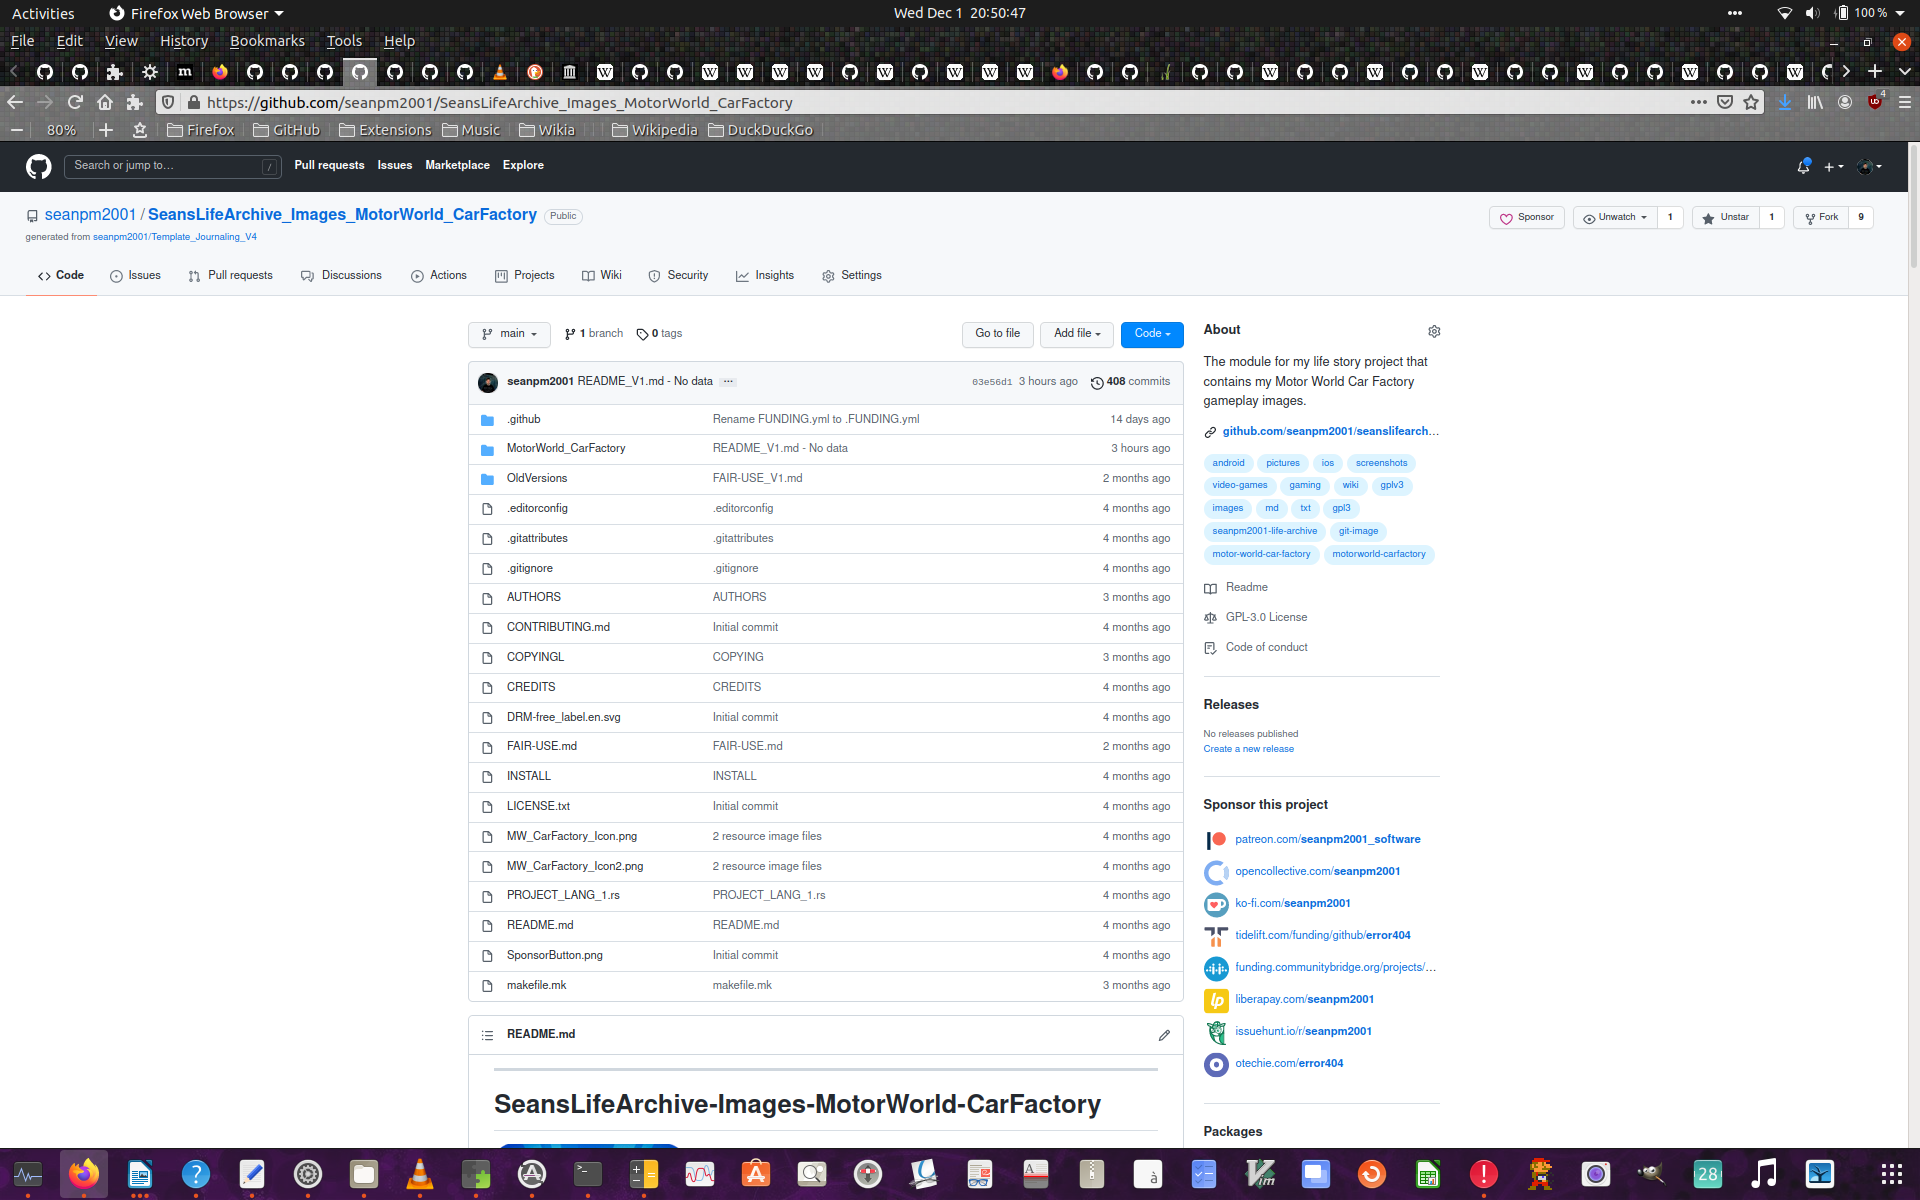 Activities Firefox Web Browser Wed Dec 1 20:50:47 100 %
File Edit View History Bookmarks Tools Help
https://github.com/seanpm2001/SeansLifeArchive_Images_MotorWorld_CarFactory
80% Firefox GitHub Extensions Music Wikia Wikipedia DuckDuckGo
Search or jump to… / Pull requests Issues Marketplace Explore
seanpm2001 / SeansLifeArchive_Images_MotorWorld_CarFactory Public
Sponsor Unwatch 1 Unstar 1 Fork 9
generated from seanpm2001/Template_Journaling_V4
Code Issues Pull requests Discussions Actions Projects Wiki Security Insights Settings
main 1 branch 0 tags Go to file Add file Code
seanpm2001 README_V1.md - No data ... 03e56d1 3 hours ago 408 commits
.github Rename FUNDING.yml to .FUNDING.yml 14 days ago
MotorWorld_CarFactory README_V1.md - No data 3 hours ago
OldVersions FAIR-USE_V1.md 2 months ago
.editorconfig .editorconfig 4 months ago
.gitattributes .gitattributes 4 months ago
.gitignore .gitignore 4 months ago
AUTHORS AUTHORS 3 months ago
CONTRIBUTING.md Initial commit 4 months ago
COPYINGL COPYING 3 months ago
CREDITS CREDITS 4 months ago
DRM-free_label.en.svg Initial commit 4 months ago
FAIR-USE.md FAIR-USE.md 2 months ago
INSTALL INSTALL 4 months ago
LICENSE.txt Initial commit 4 months ago
MW_CarFactory_Icon.png 2 resource image files 4 months ago
MW_CarFactory_Icon2.png 2 resource image files 4 months ago
PROJECT_LANG_1.rs PROJECT_LANG_1.rs 4 months ago
README.md README.md 4 months ago
SponsorButton.png Initial commit 4 months ago
makefile.mk makefile.mk 3 months ago
README.md
SeansLifeArchive-Images-MotorWorld-CarFactory
About
The module for my life story project that
contains my Motor World Car Factory
gameplay images.
github.com/seanpm2001/seanslifearch…
android pictures ios screenshots
video-games gaming wiki gplv3
images md txt gpl3
seanpm2001-life-archive git-image
motor-world-car-factory motorworld-carfactory
Readme
GPL-3.0 License
Code of conduct
Releases
No releases published
Create a new release
Sponsor this project
patreon.com/seanpm2001_software
opencollective.com/seanpm2001
ko-fi.com/seanpm2001
tidelift.com/funding/github/error404
funding.communitybridge.org/projects/…
lp liberapay.com/seanpm2001
issuehunt.io/r/seanpm2001
otechie.com/error404
Packages
28